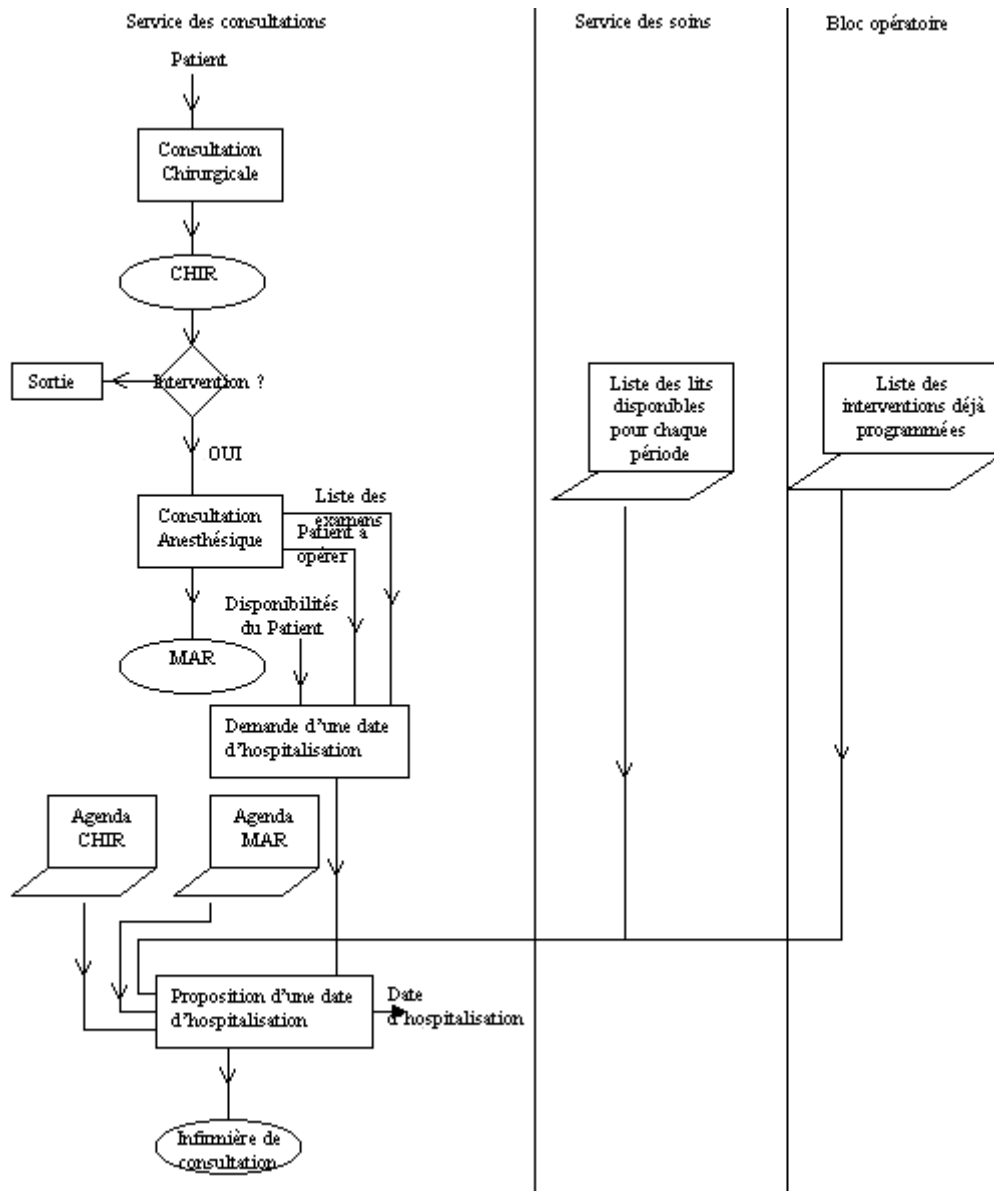 Service des consultations
Service des soins
Bloc opératoire
Patient
Consultation
Chirurgicale
CHIR
Sortie
Intervention ?
Liste des lits
disponibles
pour chaque
période
Liste des
interventions déjà
programmées
OUI
Consultation
Anesthésique
Liste des
examens
Patient à
opérer
Disponibilités
du Patient
MAR
Demande d'une date
d'hospitalisation
Agenda
CHIR
Agenda
MAR
Proposition d'une date
d'hospitalisation
Date
d'hospitalisation
Infirmière de
consultation